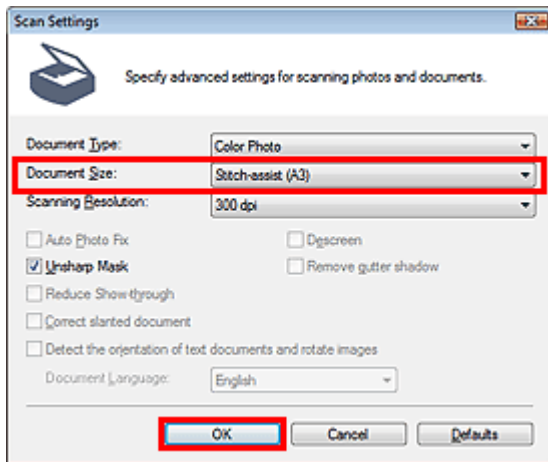 Scan Settings
Specify advanced settings for scanning photos and documents.
Document Type: Color Photo
Document Size: Stitch-assist (A3)
Scanning Resolution: 300 dpi
Auto Photo Fix Descreen
Unsharp Mask Remove gutter shadow
Reduce Show-through
Correct slanted document
Detect the orientation of text documents and rotate images
Document Language: English
OK Cancel Defaults